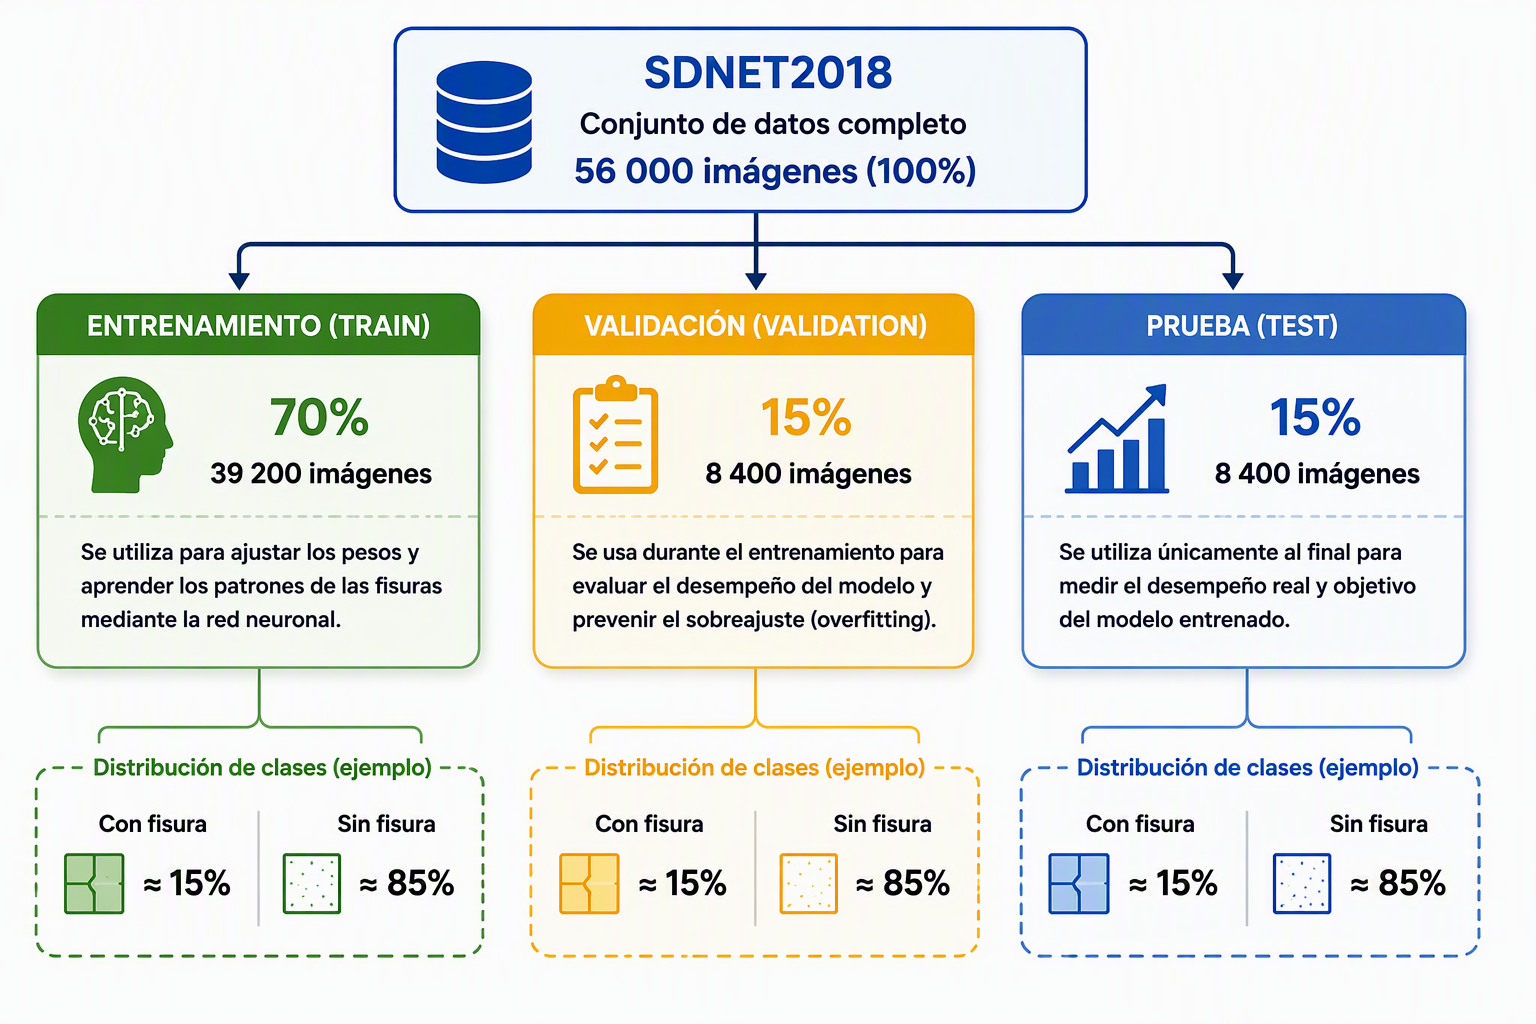 SDNET2018
Conjunto de datos completo
56 000 imágenes (100%)
ENTRENAMIENTO (TRAIN)
70%
39 200 imágenes
Se utiliza para ajustar los pesos y
aprender los patrones de las fisuras
mediante la red neuronal.
VALIDACIÓN (VALIDATION)
15%
8 400 imágenes
Se usa durante el entrenamiento para
evaluar el desempeño del modelo y
prevenir el sobreajuste (overfitting).
PRUEBA (TEST)
15%
8 400 imágenes
Se utiliza únicamente al final para
medir el desempeño real y objetivo
del modelo entrenado.
Distribución de clases (ejemplo)
Con fisura
≈ 15%
Sin fisura
≈ 85%
Distribución de clases (ejemplo)
Con fisura
≈ 15%
Sin fisura
≈ 85%
Distribución de clases (ejemplo)
Con fisura
≈ 15%
Sin fisura
≈ 85%